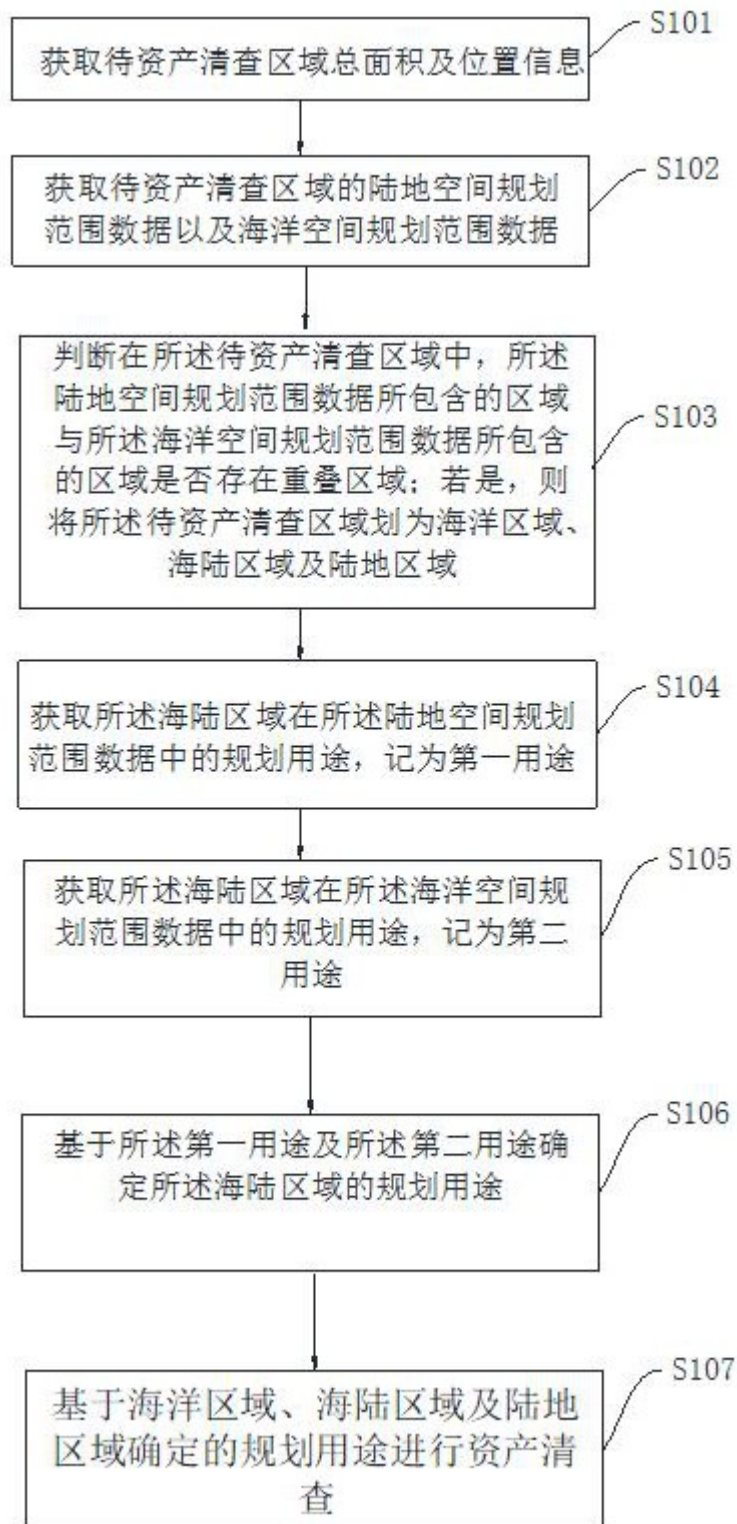 S101
获取待资产清查区域总面积及位置信息
S102
获取待资产清查区域的陆地空间规划
范围数据以及海洋空间规划范围数据
判断在所述待资产清查区域中，所述
陆地空间规划范围数据所包含的区域
与所述海洋空间规划范围数据所包含
的区域是否存在重叠区域；若是，则
将所述待资产清查区域划为海洋区域、
海陆区域及陆地区域
S103
S104
获取所述海陆区域在所述陆地空间规划
范围数据中的规划用途，记为第一用途
S105
获取所述海陆区域在所述海洋空间规
划范围数据中的规划用途，记为第二
用途
S106
基于所述第一用途及所述第二用途确
定所述海陆区域的规划用途
S107
基于海洋区域、海陆区域及陆地
区域确定的规划用途进行资产清
查